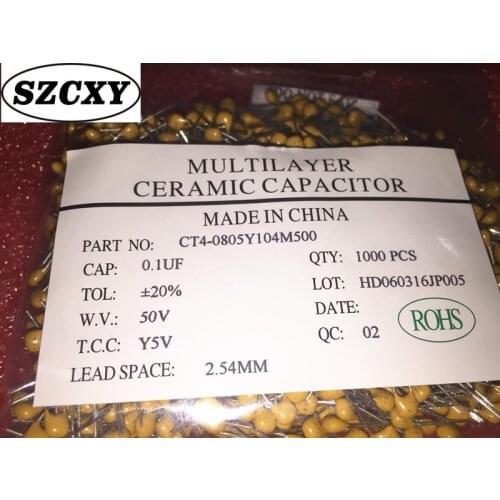 SZCXY
MULTILAYER
CERAMIC CAPACITOR
MADE IN CHINA
PART NO: CT4-0805Y104M500
CAP: 0.1UF
QTY: 1000 PCS
TOL: ±20%
LOT: HD060316JP005
W.V.: 50V
DATE:
T.C.C: Y5V
QC: 02
ROHS
LEAD SPACE: 2.54MM